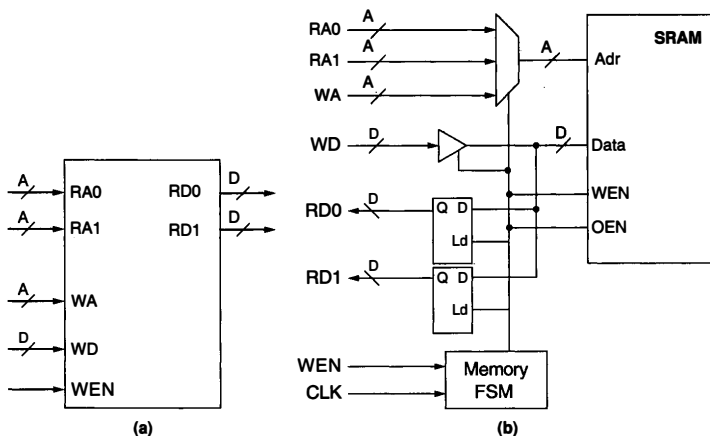 A RA0 RD0 D
A RA1 RD1 D
A WA
D WD
WEN
(a)
RA0 A
RA1 A
WA A
A
SRAM
Adr
WD D
D Data
WEN
OEN
RD0 D Q D
Ld
RD1 D Q D
Ld
WEN
CLK
Memory
FSM
(b)